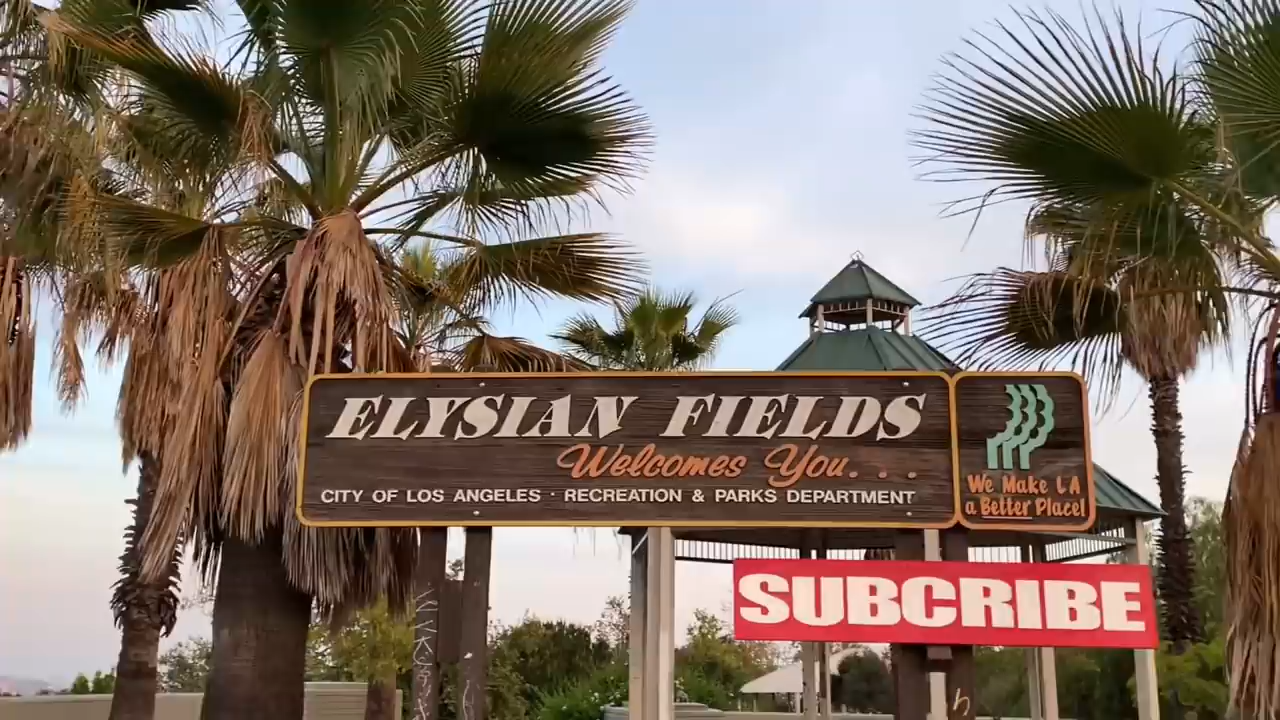 ELYSIAN FIELDS
Welcomes You...
CITY OF LOS ANGELES · RECREATION & PARKS DEPARTMENT
We Make LA
a Better Place!
SUBCRIBE